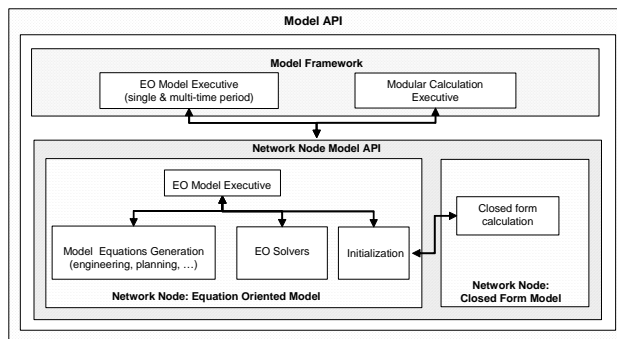 Model API
Model Framework
EO Model Executive
(single & multi-time period)
Modular Calculation
Executive
Network Node Model API
EO Model Executive
Model Equations Generation
(engineering, planning, ...)
EO Solvers
Initialization
Network Node: Equation Oriented Model
Closed form
calculation
Network Node:
Closed Form Model